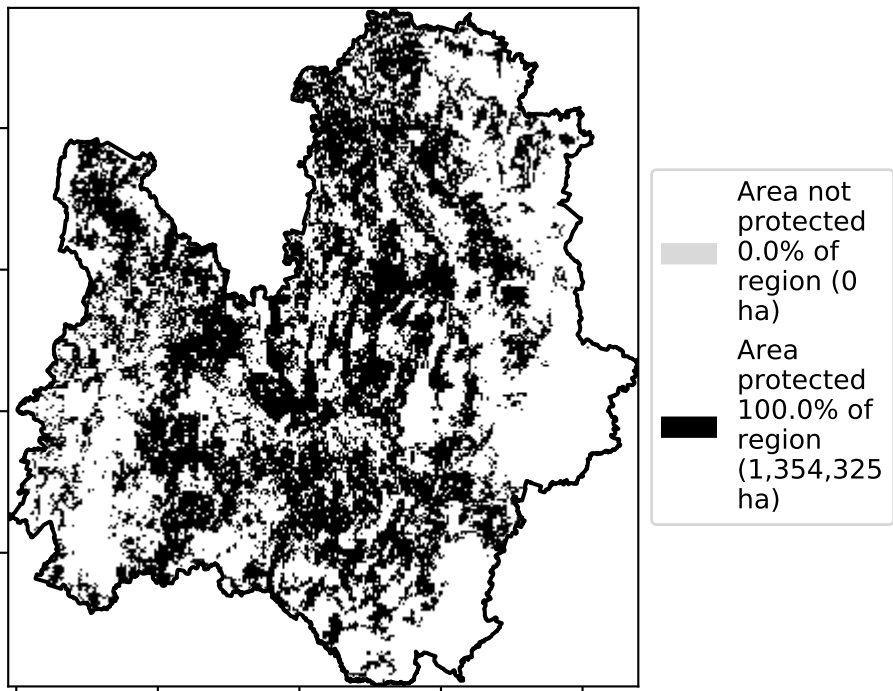 Area not
protected
0.0% of
region (0
ha)
Area
protected
100.0% of
region
(1,354,325
ha)